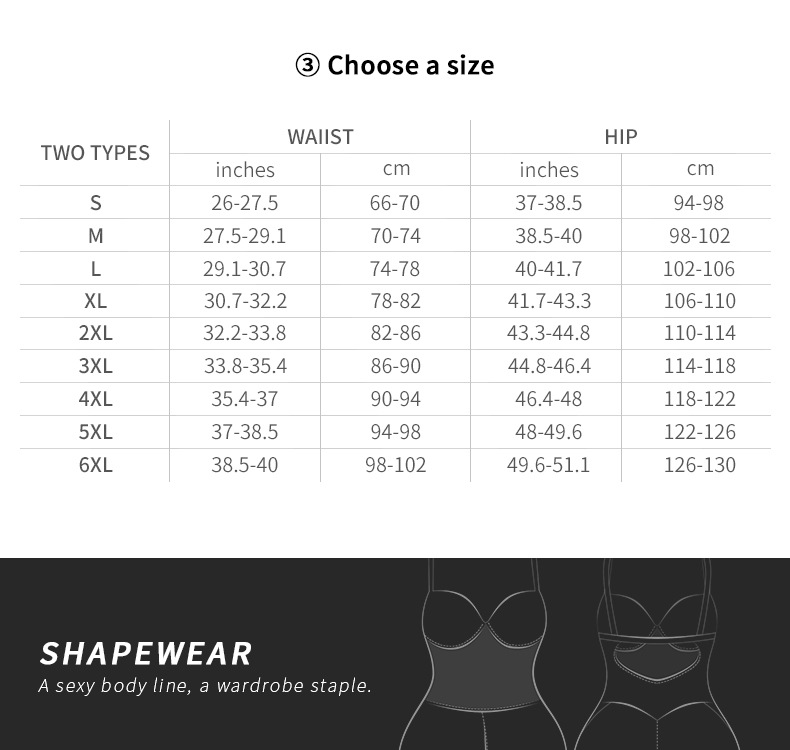 ③ Choose a size
TWO TYPES WAIIST HIP
inches cm inches cm
S 26-27.5 66-70 37-38.5 94-98
M 27.5-29.1 70-74 38.5-40 98-102
L 29.1-30.7 74-78 40-41.7 102-106
XL 30.7-32.2 78-82 41.7-43.3 106-110
2XL 32.2-33.8 82-86 43.3-44.8 110-114
3XL 33.8-35.4 86-90 44.8-46.4 114-118
4XL 35.4-37 90-94 46.4-48 118-122
5XL 37-38.5 94-98 48-49.6 122-126
6XL 38.5-40 98-102 49.6-51.1 126-130
SHAPEWEAR
A sexy body line, a wardrobe staple.